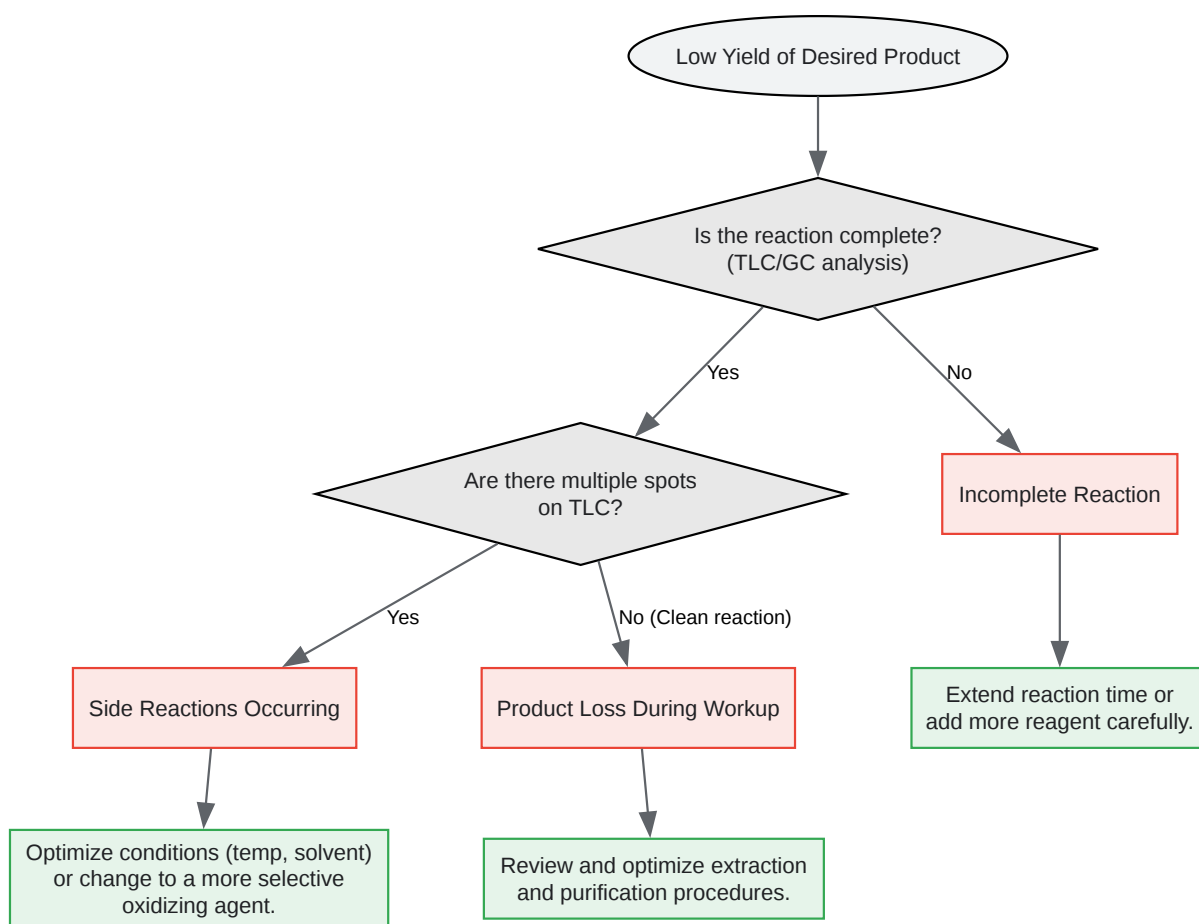 Low Yield of Desired Product
Is the reaction complete?
(TLC/GC analysis)
Yes
No
Are there multiple spots
on TLC?
Incomplete Reaction
Yes
No (Clean reaction)
Side Reactions Occurring
Product Loss During Workup
Extend reaction time or
add more reagent carefully.
Optimize conditions (temp, solvent)
or change to a more selective
oxidizing agent.
Review and optimize extraction
and purification procedures.